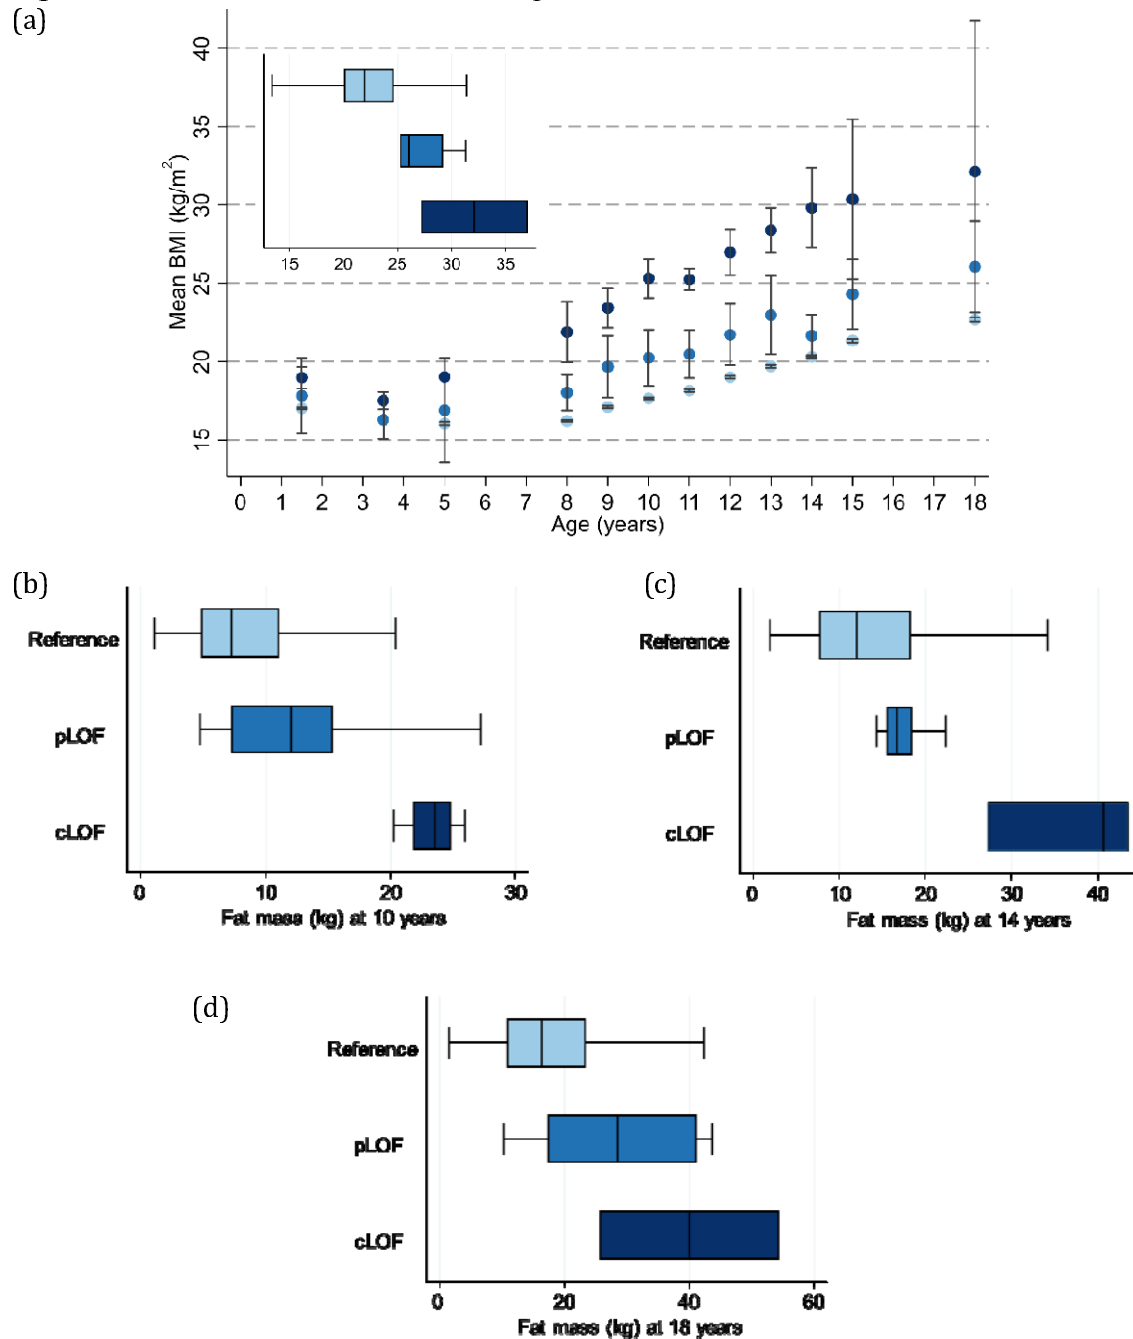 (a)
Mean BMI (kg/m²)
40
35
30
25
20
15
15 20 26 31 35
0 1 2 3 4 5 6 7 8 9 10 11 12 13 14 15 16 17 18
Age (years)
(b)
Reference
pLOF
cLOF
0 10 20 30
Fat mass (kg) at 10 years
(c)
Reference
pLOF
cLOF
0 10 20 30 40
Fat mass (kg) at 14 years
(d)
Reference
pLOF
cLOF
0 20 40 60
Fat mass (kg) at 18 years